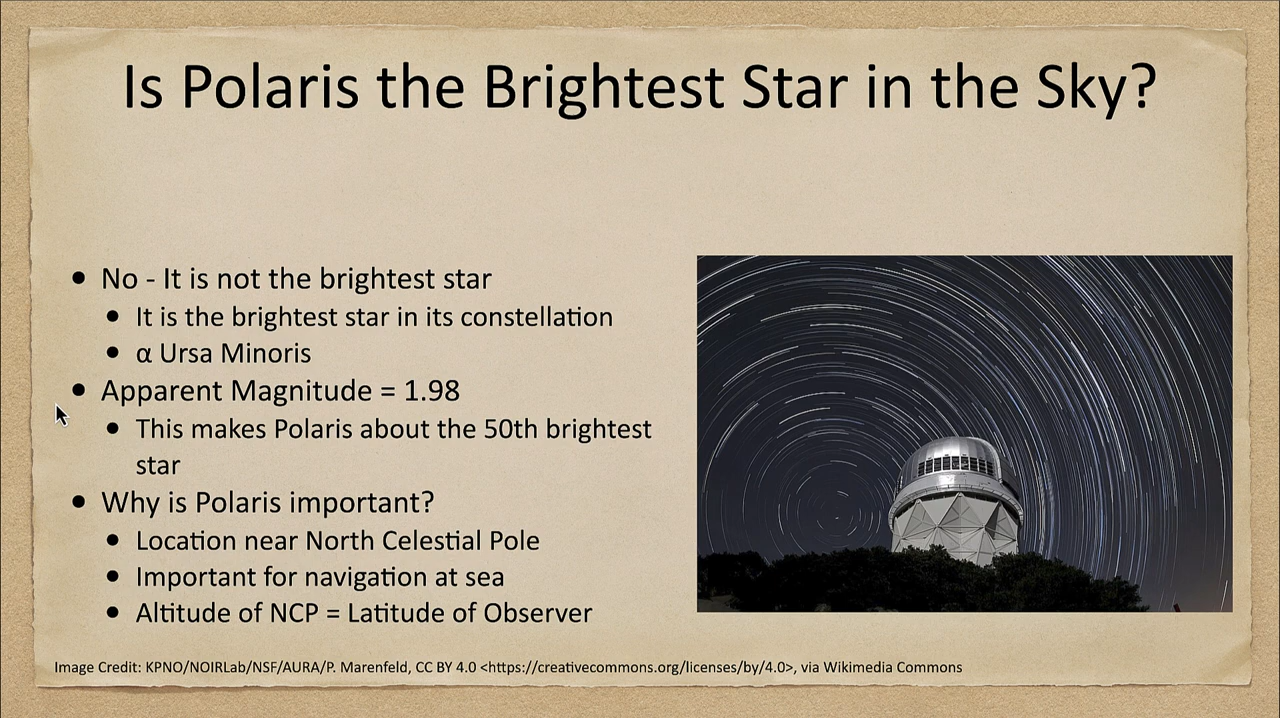 Is Polaris the Brightest Star in the Sky?
• No - It is not the brightest star
• It is the brightest star in its constellation
• α Ursa Minoris
• Apparent Magnitude = 1.98
• This makes Polaris about the 50th brightest
star
• Why is Polaris important?
• Location near North Celestial Pole
• Important for navigation at sea
• Altitude of NCP = Latitude of Observer
Image Credit: KPNO/NOIRLab/NSF/AURA/P. Marenfeld, CC BY 4.0 <https://creativecommons.org/licenses/by/4.0>, via Wikimedia Commons